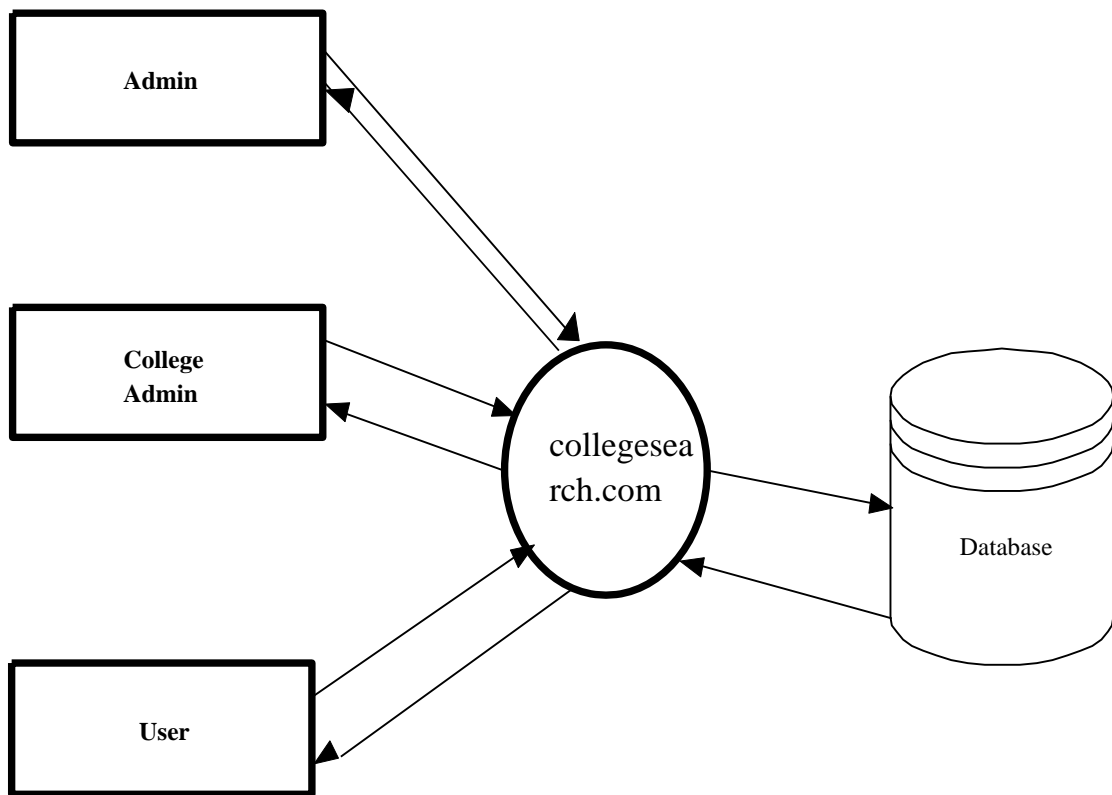 Admin
College
Admin
collegesea
rch.com
Database
User